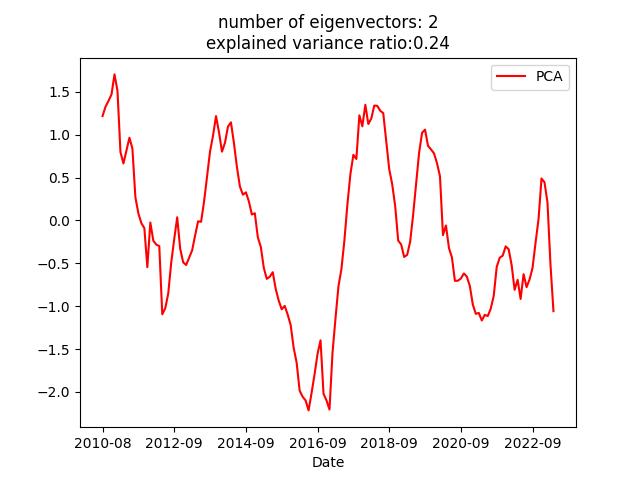 number of eigenvectors: 2
explained variance ratio:0.24
PCA
1.5
1.0
0.5
0.0
−0.5
−1.0
−1.5
−2.0
2010-08 2012-09 2014-09 2016-09 2018-09 2020-09 2022-09
Date